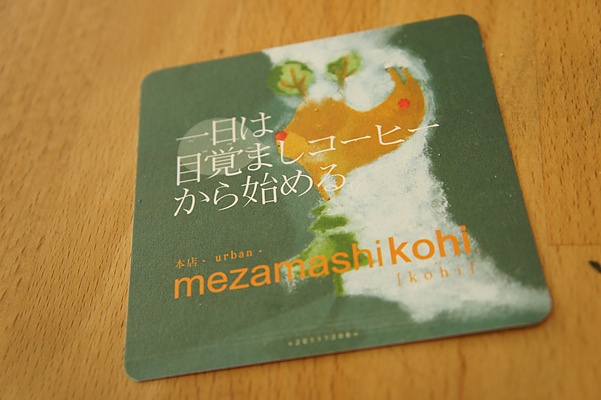 一日は
目覚ましコーヒー
から始める
本店 - urban -
mezamashikohi
[kohi]